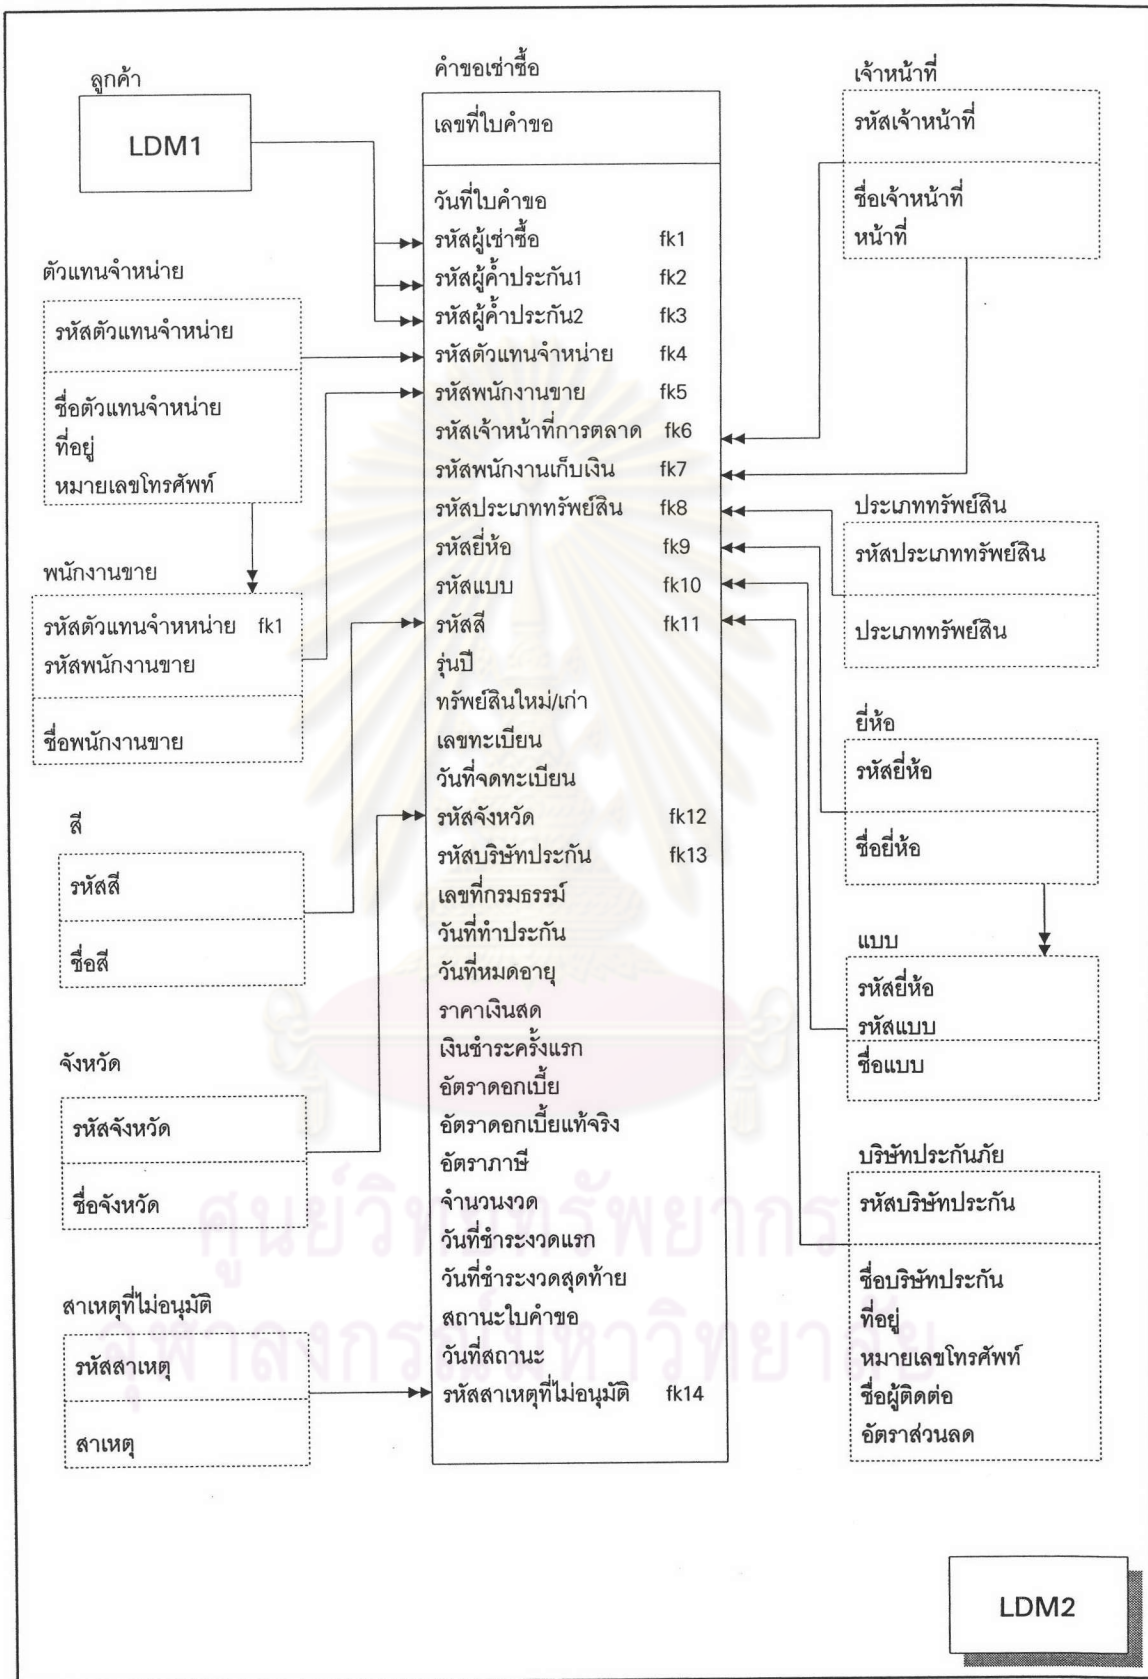 ลูกค้า
LDM1
ตัวแทนจำหน่าย
รหัสตัวแทนจำหน่าย
ชื่อตัวแทนจำหน่าย
ที่อยู่
หมายเลขโทรศัพท์
พนักงานขาย
รหัสตัวแทนจำหหน่าย fk1
รหัสพนักงานขาย
ชื่อพนักงานขาย
สี
รหัสสี
ชื่อสี
จังหวัด
รหัสจังหวัด
ชื่อจังหวัด
สาเหตุที่ไม่อนุมัติ
รหัสสาเหตุ
สาเหตุ
คำขอเช่าซื้อ
เลขที่ใบคำขอ
วันที่ใบคำขอ
รหัสผู้เช่าซื้อ fk1
รหัสผู้ค้ำประกัน1 fk2
รหัสผู้ค้ำประกัน2 fk3
รหัสตัวแทนจำหน่าย fk4
รหัสพนักงานขาย fk5
รหัสเจ้าหน้าที่การตลาด fk6
รหัสพนักงานเก็บเงิน fk7
รหัสประเภททรัพย์สิน fk8
รหัสยี่ห้อ fk9
รหัสแบบ fk10
รหัสสี fk11
รุ่นปี
ทรัพย์สินใหม่/เก่า
เลขทะเบียน
วันที่จดทะเบียน
รหัสจังหวัด fk12
รหัสบริษัทประกัน fk13
เลขที่กรมธรรม์
วันที่ทำประกัน
วันที่หมดอายุ
ราคาเงินสด
เงินชำระครั้งแรก
อัตราดอกเบี้ย
อัตราดอกเบี้ยแท้จริง
อัตราภาษี
จำนวนงวด
วันที่ชำระงวดแรก
วันที่ชำระงวดสุดท้าย
สถานะใบคำขอ
วันที่สถานะ
รหัสสาเหตุที่ไม่อนุมัติ fk14
เจ้าหน้าที่
รหัสเจ้าหน้าที่
ชื่อเจ้าหน้าที่
หน้าที่
ประเภททรัพย์สิน
รหัสประเภททรัพย์สิน
ประเภททรัพย์สิน
ยี่ห้อ
รหัสยี่ห้อ
ชื่อยี่ห้อ
แบบ
รหัสยี่ห้อ
รหัสแบบ
ชื่อแบบ
บริษัทประกันภัย
รหัสบริษัทประกัน
ชื่อบริษัทประกัน
ที่อยู่
หมายเลขโทรศัพท์
ชื่อผู้ติดต่อ
อัตราส่วนลด
ศูนย์วิทยทรัพยากร
จุฬาลงกรณ์มหาวิทยาลัย
LDM2